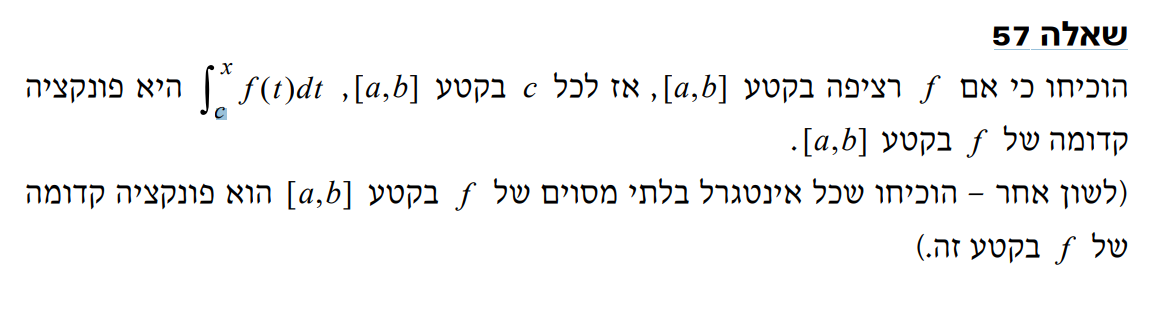 שאלה 57
הוכיחו כי אם f רציפה בקטע [a,b], אז לכל c בקטע [a,b], ∫_c^x f(t)dt היא פונקציה
קדומה של f בקטע [a,b].
(לשון אחר – הוכיחו שכל אינטגרל בלתי מסוים של f בקטע [a,b] הוא פונקציה קדומה
של f בקטע זה.)